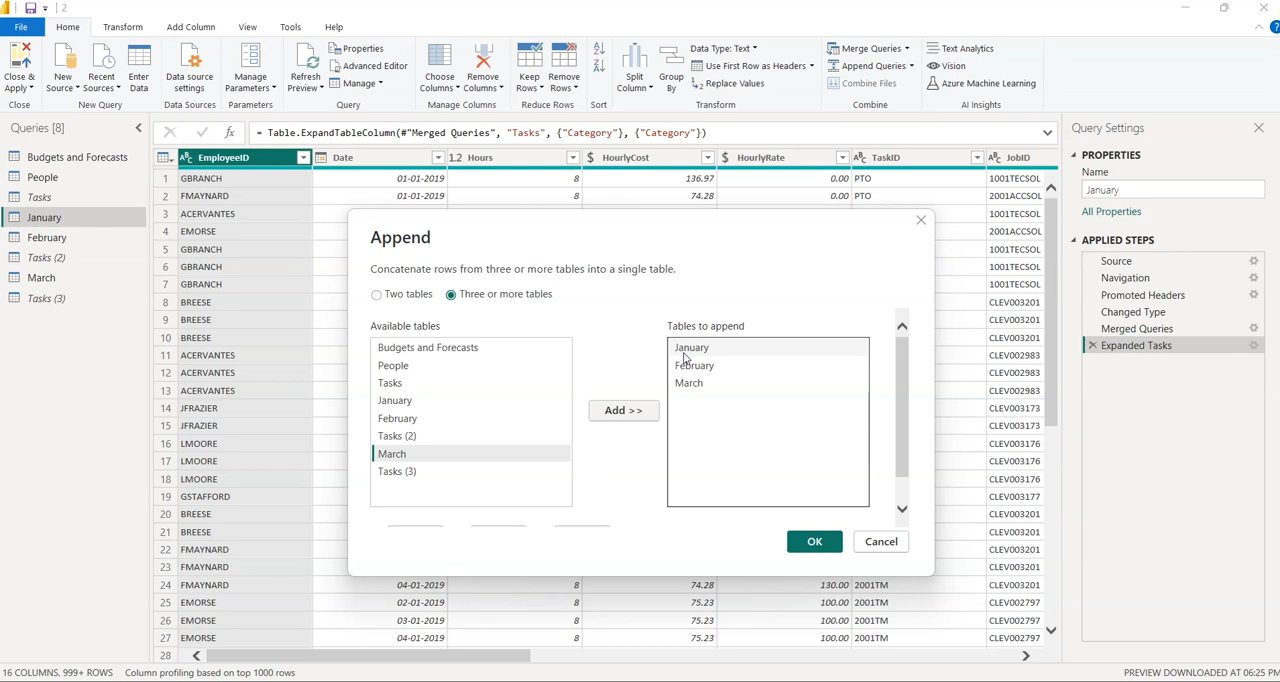 2
File Home Transform Add Column View Tools Help
Close & Apply
New Source
Recent Sources
Enter Data
Data source settings
Manage Parameters
Refresh Preview
Properties
Advanced Editor
Manage
Choose Columns
Remove Columns
Keep Rows
Remove Rows
Split Column
Group By
Data Type: Text
Use First Row as Headers
Replace Values
Merge Queries
Append Queries
Combine Files
Text Analytics
Vision
Azure Machine Learning
Close New Query Data Sources Parameters Query Manage Columns Reduce Rows Sort Transform Combine AI Insights
Queries [8]
Budgets and Forecasts
People
Tasks
January
February
Tasks (2)
March
Tasks (3)
fx = Table.ExpandTableColumn(#"Merged Queries", "Tasks", {"Category"}, {"Category"})
ABC EmployeeID Date 1.2 Hours $ HourlyCost $ HourlyRate ABC TaskID ABC JobID
1 GBRANCH 01-01-2019 8 136.97 0.00 PTO 1001TECSOL
2 FMAYNARD 01-01-2019 8 74.28 0.00 PTO 2001ACCSOL
3 ACERVANTES 1001TECSOL
4 EMORSE 2001ACCSOL
5 GBRANCH 1001TECSOL
6 GBRANCH 1001TECSOL
7 GBRANCH 1001TECSOL
8 BREESE CLEV003201
9 BREESE CLEV003201
10 BREESE CLEV003201
11 ACERVANTES CLEV002983
12 ACERVANTES CLEV002983
13 ACERVANTES CLEV002983
14 JFRAZIER CLEV003173
15 JFRAZIER CLEV003173
16 LMOORE CLEV003176
17 LMOORE CLEV003176
18 LMOORE CLEV003176
19 GSTAFFORD CLEV003177
20 BREESE CLEV003201
21 BREESE CLEV003201
22 FMAYNARD CLEV003201
23 FMAYNARD CLEV003201
24 FMAYNARD 04-01-2019 8 74.28 130.00 2001TM CLEV003201
25 EMORSE 02-01-2019 8 75.23 100.00 2001TM CLEV002797
26 EMORSE 03-01-2019 8 75.23 100.00 2001TM CLEV002797
27 EMORSE 04-01-2019 8 75.23 100.00 2001TM CLEV002797
28
Append
Concatenate rows from three or more tables into a single table.
Two tables Three or more tables
Available tables
Budgets and Forecasts
People
Tasks
January
February
Tasks (2)
March
Tasks (3)
Add >>
Tables to append
January
February
March
OK Cancel
Query Settings
PROPERTIES
Name
January
All Properties
APPLIED STEPS
Source
Navigation
Promoted Headers
Changed Type
Merged Queries
Expanded Tasks
16 COLUMNS, 999+ ROWS Column profiling based on top 1000 rows PREVIEW DOWNLOADED AT 06:25 PM